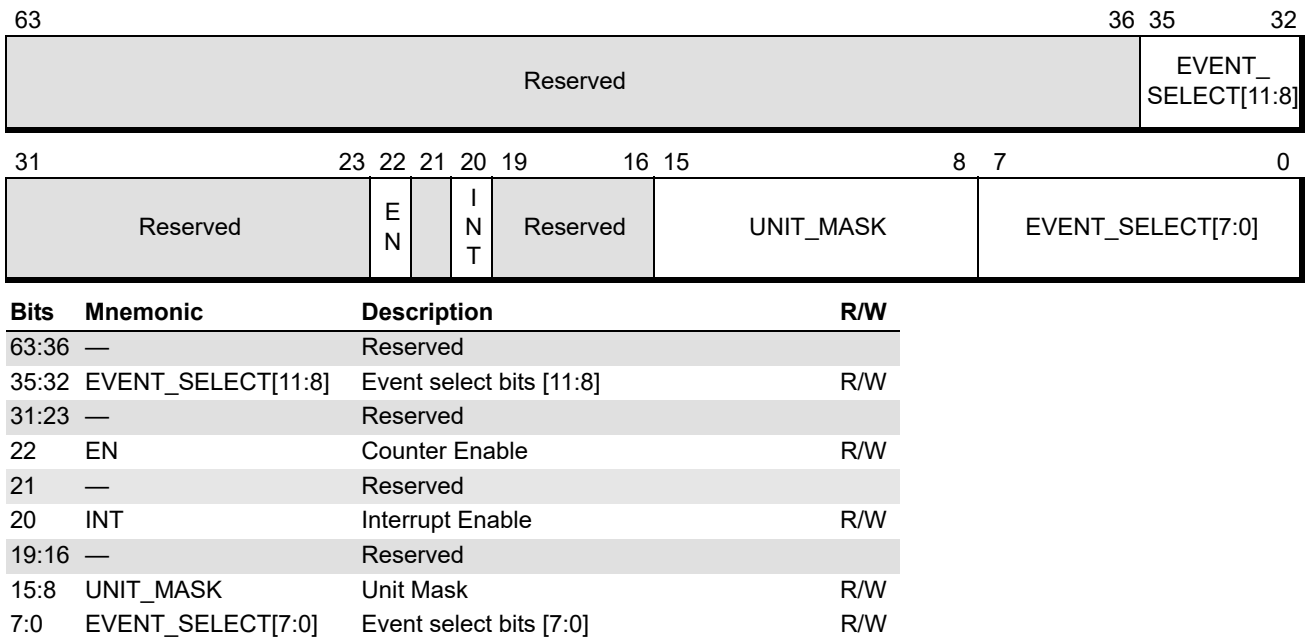 63 36 35 32
Reserved EVENT_
SELECT[11:8]
31 23 22 21 20 19 16 15 8 7 0
Reserved E
N I
N
T Reserved UNIT_MASK EVENT_SELECT[7:0]
Bits Mnemonic Description R/W
63:36 — Reserved
35:32 EVENT_SELECT[11:8] Event select bits [11:8] R/W
31:23 — Reserved
22 EN Counter Enable R/W
21 — Reserved
20 INT Interrupt Enable R/W
19:16 — Reserved
15:8 UNIT_MASK Unit Mask R/W
7:0 EVENT_SELECT[7:0] Event select bits [7:0] R/W